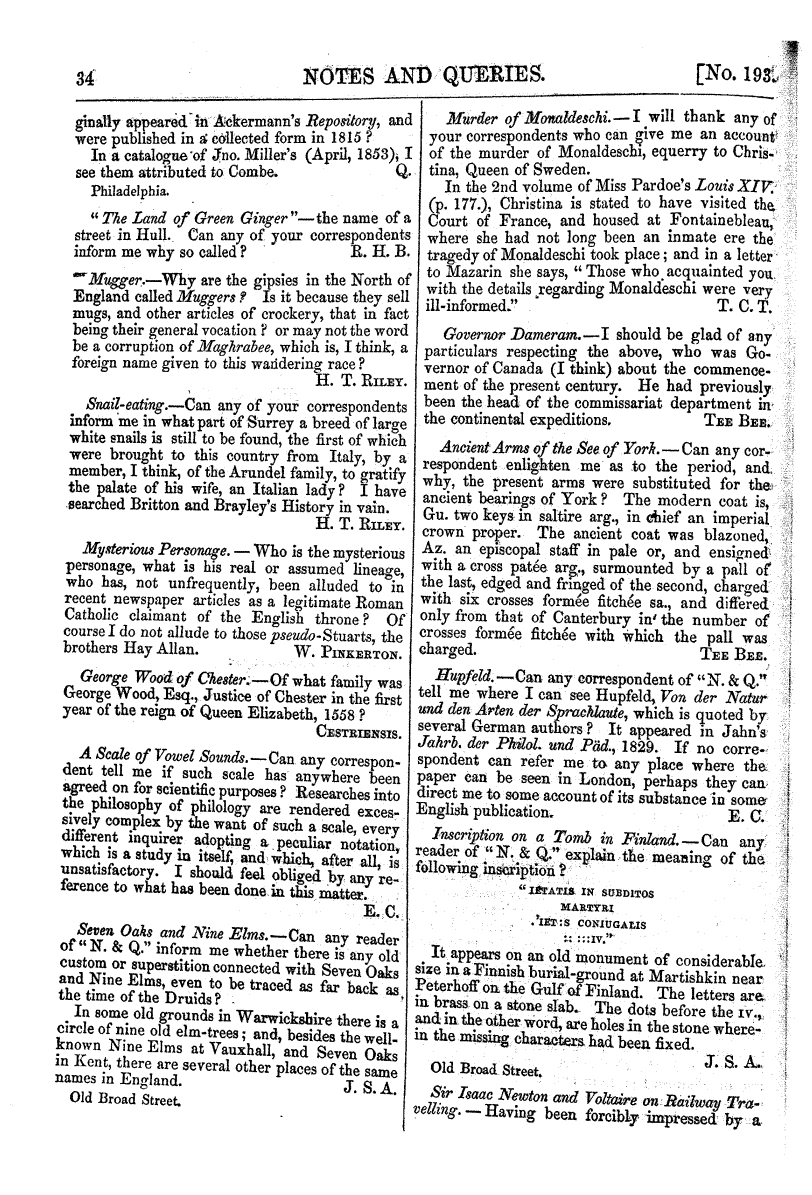 34 NOTES AND QUERIES. [No. 193.
ginally appeared in Ackermann's Repository, and
were published in a collected form in 1815 ?
In a catalogue of Jno. Miller's (April, 1853), I
see them attributed to Combe. Q.
Philadelphia.
"The Land of Green Ginger"—the name of a
street in Hull. Can any of your correspondents
inform me why so called ? R. H. B.
Mugger.—Why are the gipsies in the North of
England called Muggers ? Is it because they sell
mugs, and other articles of crockery, that in fact
being their general vocation ? or may not the word
be a corruption of Maghrabee, which is, I think, a
foreign name given to this wandering race ?
H. T. RILEY.
Snail-eating.—Can any of your correspondents
inform me in what part of Surrey a breed of large
white snails is still to be found, the first of which
were brought to this country from Italy, by a
member, I think, of the Arundel family, to gratify
the palate of his wife, an Italian lady ? I have
searched Britton and Brayley's History in vain.
H. T. RILEY.
Mysterious Personage. — Who is the mysterious
personage, what is his real or assumed lineage,
who has, not unfrequently, been alluded to in
recent newspaper articles as a legitimate Roman
Catholic claimant of the English throne ? Of
course I do not allude to those pseudo-Stuarts, the
brothers Hay Allan. W. PINKERTON.
George Wood of Chester.—Of what family was
George Wood, Esq., Justice of Chester in the first
year of the reign of Queen Elizabeth, 1558 ?
CESTRIENSIS.
A Scale of Vowel Sounds.—Can any correspon-
dent tell me if such scale has anywhere been
agreed on for scientific purposes ? Researches into
the philosophy of philology are rendered exces-
sively complex by the want of such a scale, every
different inquirer adopting a peculiar notation,
which is a study in itself, and which, after all, is
unsatisfactory. I should feel obliged by any re-
ference to what has been done in this matter.
E. C.
Seven Oaks and Nine Elms.—Can any reader
of "N. & Q." inform me whether there is any old
custom or superstition connected with Seven Oaks
and Nine Elms, even to be traced as far back as
the time of the Druids ?
In some old grounds in Warwickshire there is a
circle of nine old elm-trees ; and, besides the well-
known Nine Elms at Vauxhall, and Seven Oaks
in Kent, there are several other places of the same
names in England. J. S. A.
Old Broad Street.
Murder of Monaldeschi.—I will thank any of
your correspondents who can give me an account
of the murder of Monaldeschi, equerry to Chris-
tina, Queen of Sweden.
In the 2nd volume of Miss Pardoe's Louis XIV.
(p. 177.), Christina is stated to have visited the
Court of France, and housed at Fontainebleau,
where she had not long been an inmate ere the
tragedy of Monaldeschi took place ; and in a letter
to Mazarin she says, "Those who acquainted you
with the details regarding Monaldeschi were very
ill-informed." T. C. T.
Governor Dameram.—I should be glad of any
particulars respecting the above, who was Go-
vernor of Canada (I think) about the commence-
ment of the present century. He had previously
been the head of the commissariat department in
the continental expeditions. TEE BEE.
Ancient Arms of the See of York.—Can any cor-
respondent enlighten me as to the period, and
why, the present arms were substituted for the
ancient bearings of York ? The modern coat is,
Gu. two keys in saltire arg., in chief an imperial
crown proper. The ancient coat was blazoned,
Az. an episcopal staff in pale or, and ensigned
with a cross patée arg., surmounted by a pall of
the last, edged and fringed of the second, charged
with six crosses formée fitchée sa., and differed
only from that of Canterbury in the number of
crosses formée fitchée with which the pall was
charged. TEE BEE.
Hupfeld.—Can any correspondent of "N. & Q."
tell me where I can see Hupfeld, Von der Natur
und den Arten der Sprachlaute, which is quoted by
several German authors ? It appeared in Jahn's
Jahrb. der Philol. und Päd., 1829. If no corre-
spondent can refer me to any place where the
paper can be seen in London, perhaps they can
direct me to some account of its substance in some
English publication. E. C.
Inscription on a Tomb in Finland.—Can any
reader of "N. & Q." explain the meaning of the
following inscription ?
"IETATIS IN SUBDITOS
MARTYRI
.'IET:S CONIUGALIS
:: :::IV."
It appears on an old monument of considerable
size in a Finnish burial-ground at Martishkin near
Peterhoff on the Gulf of Finland. The letters are
in brass on a stone slab. The dots before the IV.,
and in the other word, are holes in the stone where-
in the missing characters had been fixed.
J. S. A.
Old Broad Street.
Sir Isaac Newton and Voltaire on Railway Tra-
velling. — Having been forcibly impressed by a